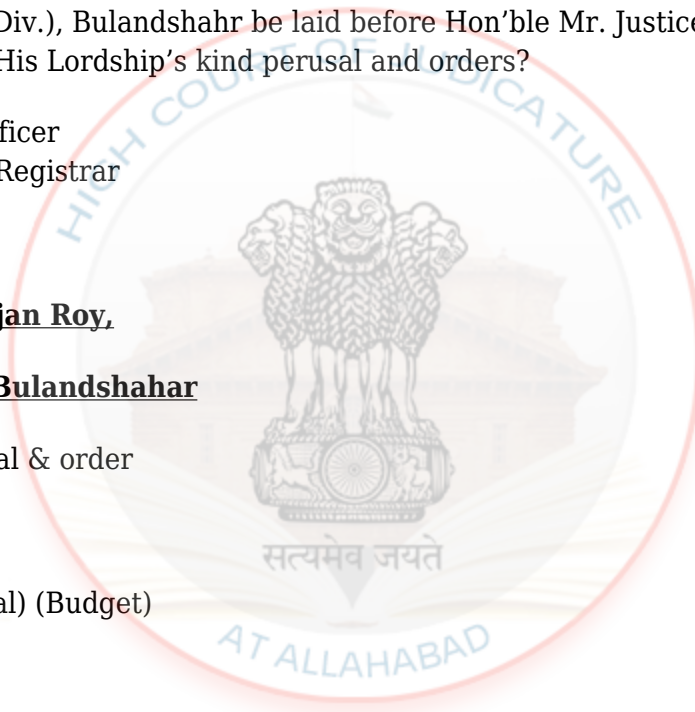 Div.), Bulandshahr be laid before Hon’ble Mr. Justice
His Lordship’s kind perusal and orders?
ficer
Registrar
jan Roy,
Bulandshahar
al & order
al) (Budget)
HIGH COURT OF JUDICATURE
सत्यमेव जयते
AT ALLAHABAD